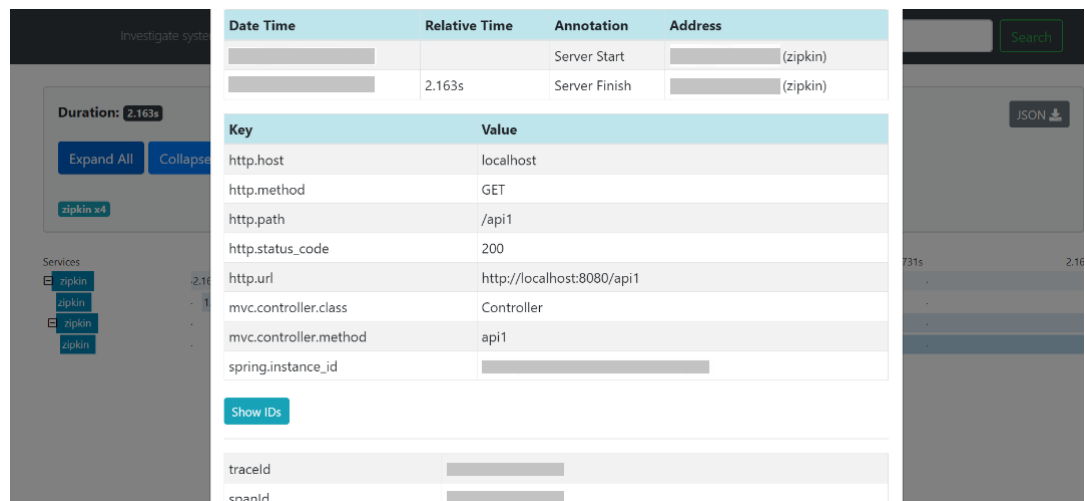 Date Time Relative Time Annotation Address
Investigate
Search
Server Start (zipkin)
2.163s Server Finish (zipkin)
Duration: 2.163s
JSON
Key Value
Expand All Collapse
http.host localhost
http.method GET
zipkin x4
http.path /api1
http.status_code 200
Services
http.url http://localhost:8080/api1
731s
zipkin
mvc.controller.class Controller
zipkin
mvc.controller.method api1
zipkin
zipkin
spring.instance_id
Show IDs
traceId
spanId